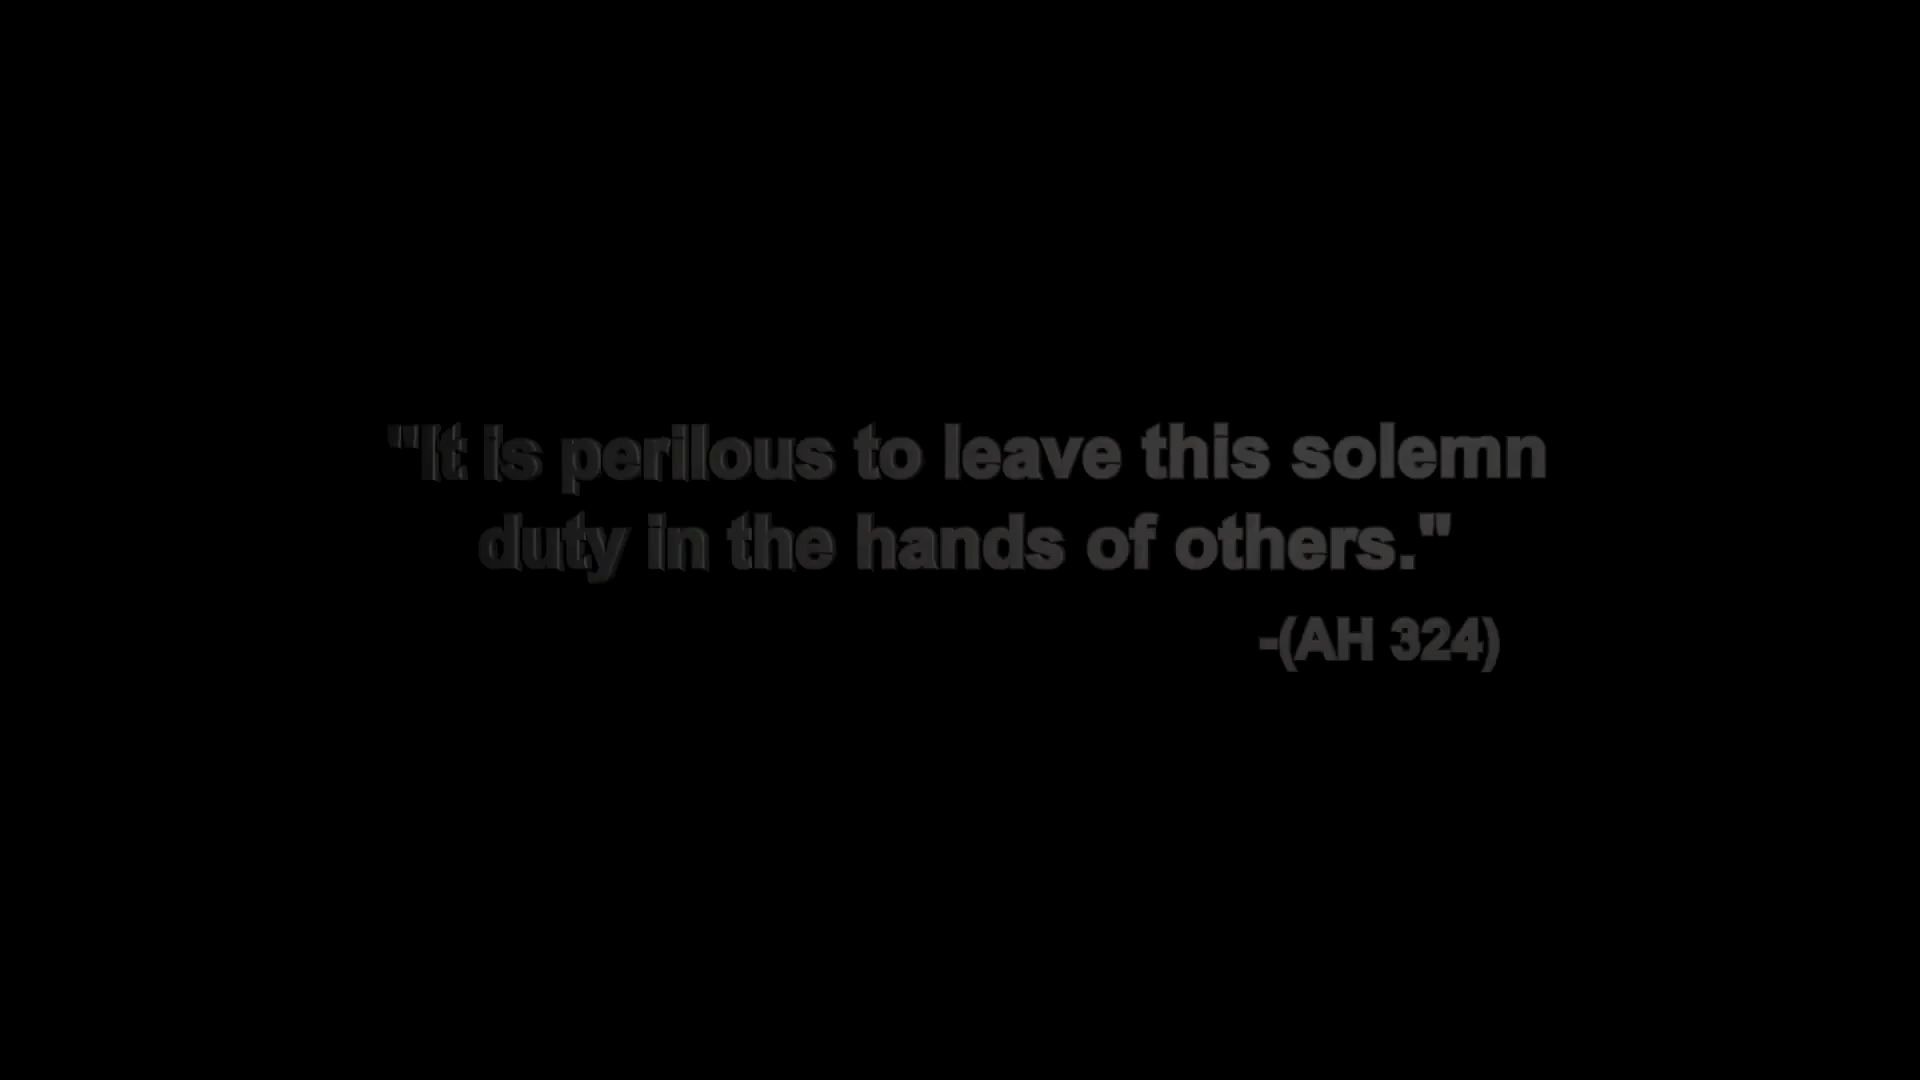 "It is perilous to leave this solemn
duty in the hands of others."
-(AH 324)